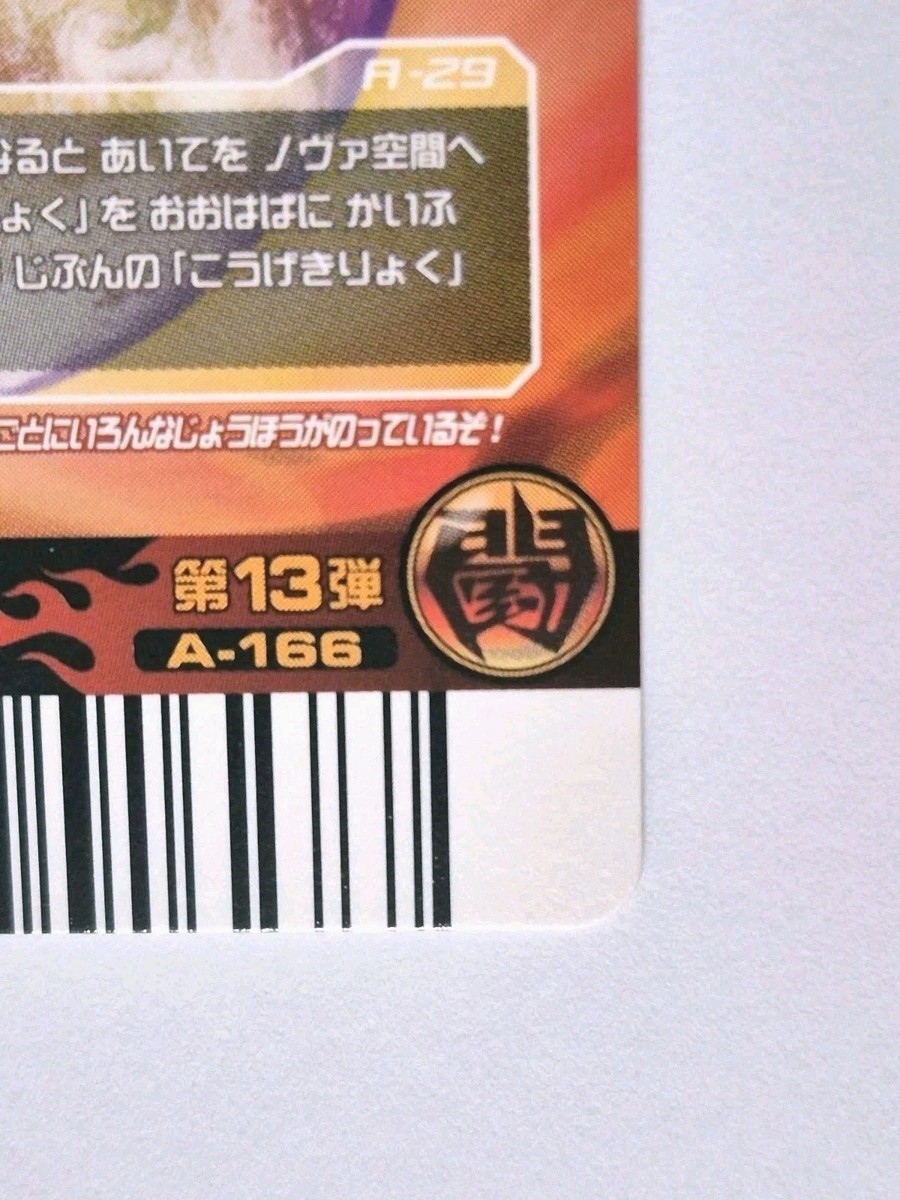 A-29
なると あいてを ノヴァ空間へ
ょく」を おおはばに かいふ
じぶんの「こうげきりょく」
ごとにいろんなじょうほうがのっているぞ！
第13弾
A-166